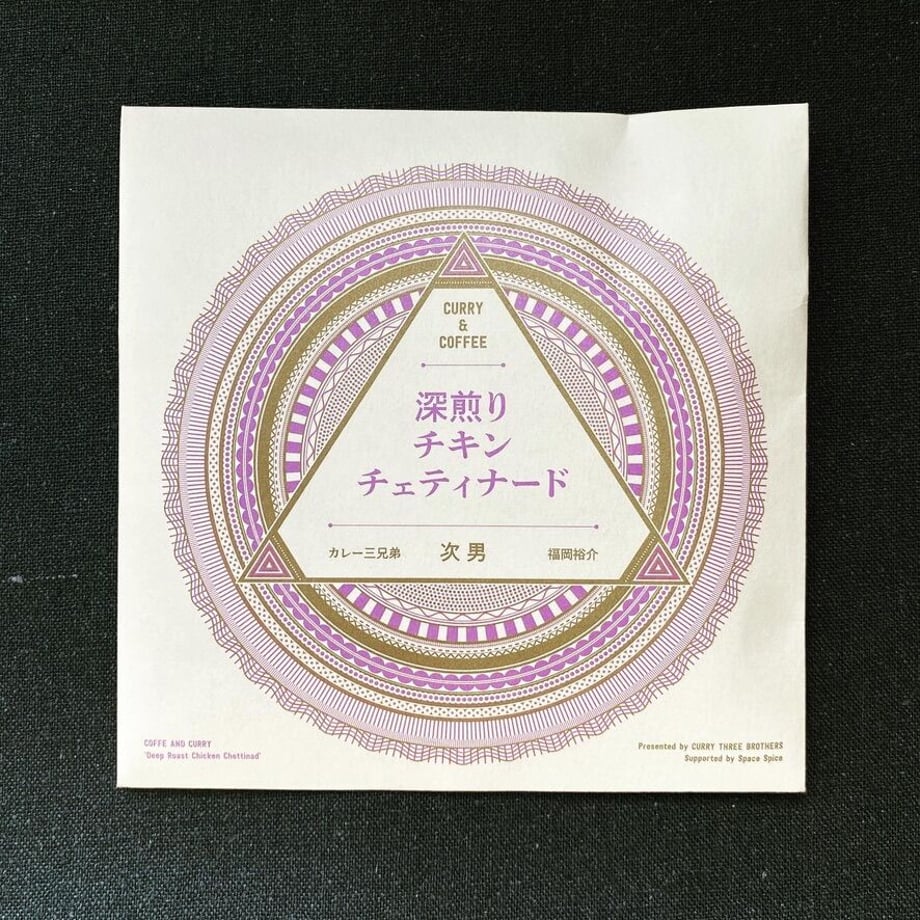 CURRY
&
COFFEE
深煎り
チキン
チェティナード
カレー三兄弟 次男 福岡裕介
COFFE AND CURRY
'Deep Roast Chicken Chettinad'
Presented by CURRY THREE BROTHERS
Supported by Space Spice